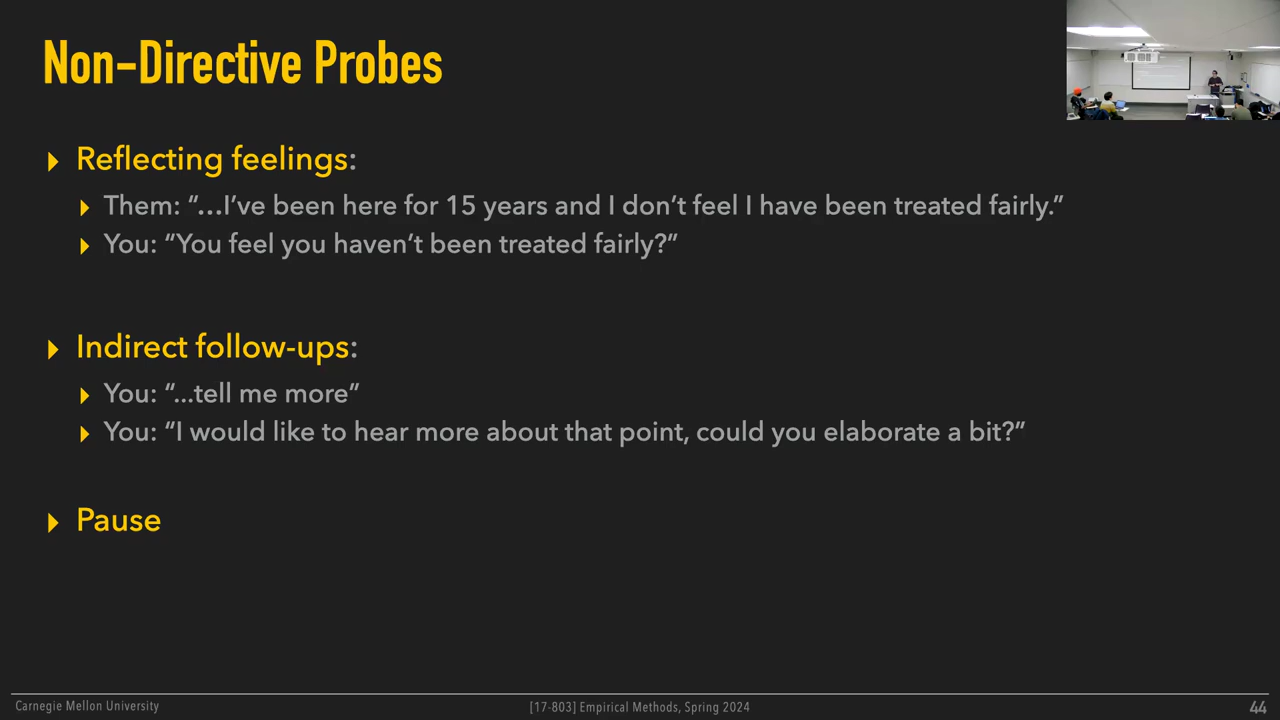 Non-Directive Probes
Reflecting feelings:
Them: “…I’ve been here for 15 years and I don’t feel I have been treated fairly.”
You: “You feel you haven’t been treated fairly?”
Indirect follow-ups:
You: “...tell me more”
You: “I would like to hear more about that point, could you elaborate a bit?”
Pause
Carnegie Mellon University
[17-803] Empirical Methods, Spring 2024
44